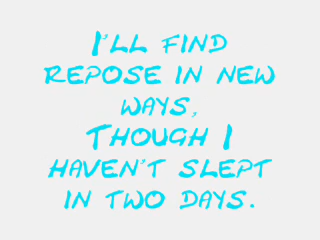 I'll find
repose in new
ways,
Though I
haven't slept
in two days.